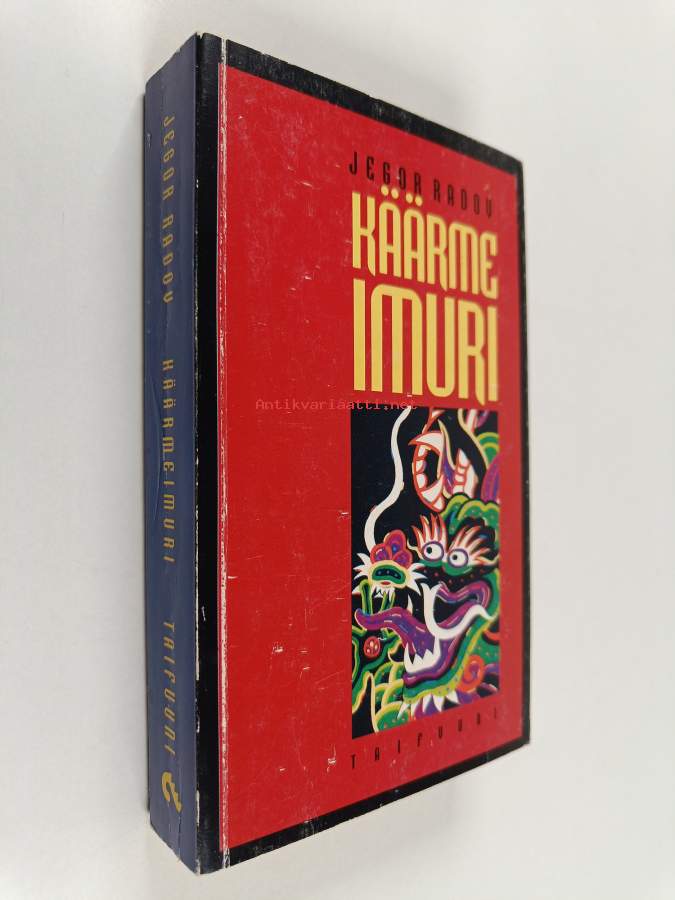 JEGOR RADOV
KÄÄRME
IMURI
TAIFUUNI
JEGOR RADOV KÄÄRMEIMURI TAIFUUNI
Antikvariaatti.net